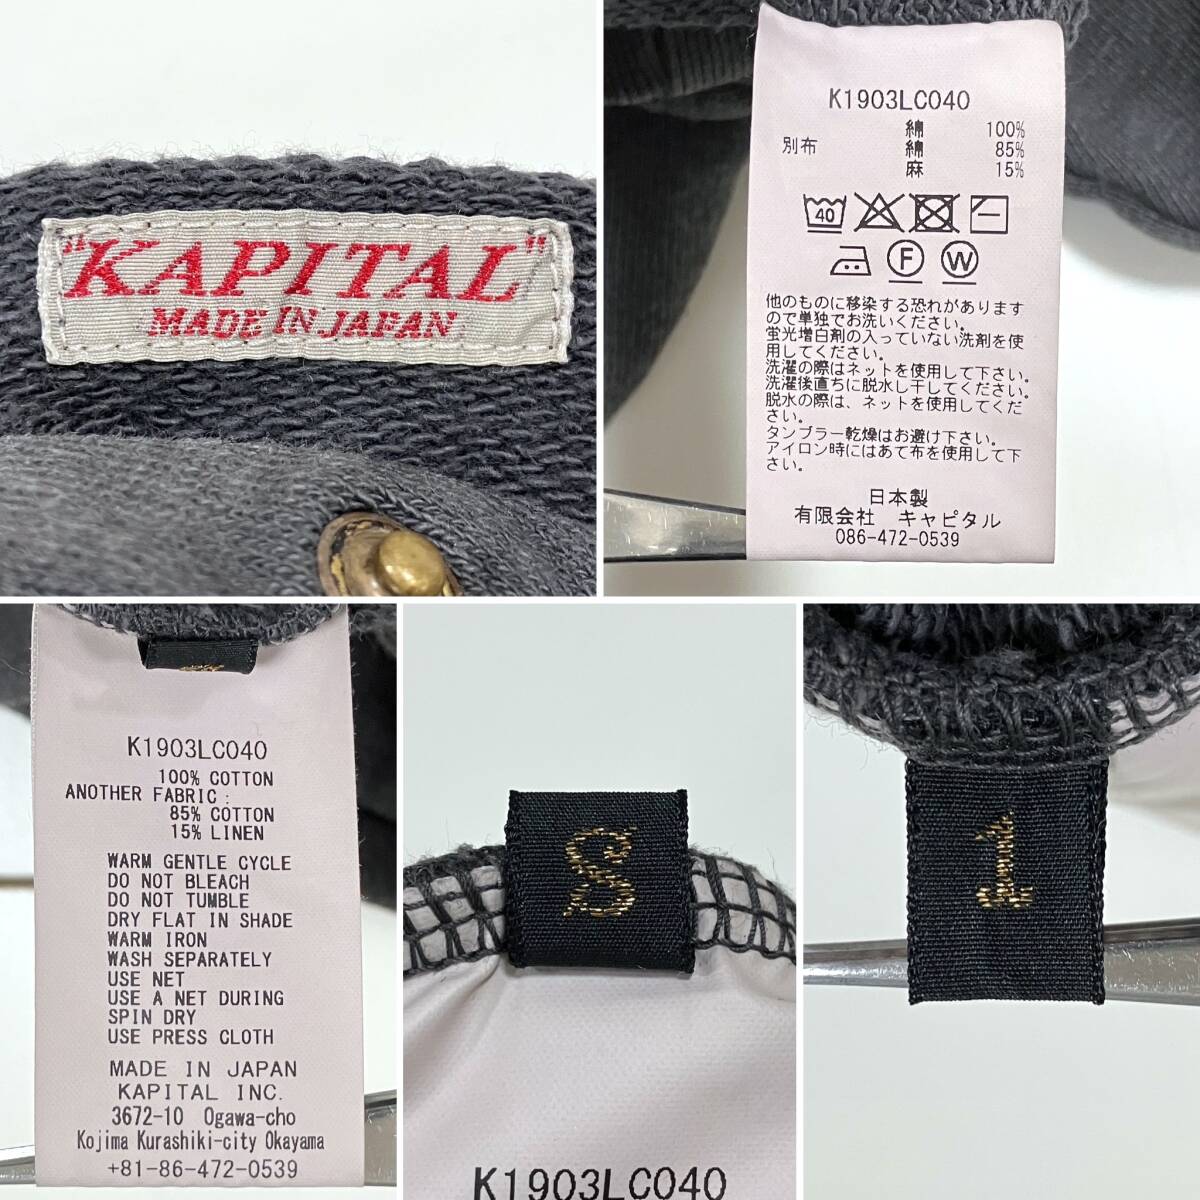 "KAPITAL"
MADE IN JAPAN
K1903LC040
綿 100%
別布 綿 85%
麻 15%
40
F W
他のものに移染する恐れがあります
ので単独でお洗いください。
蛍光増白剤の入っていない洗剤を使
用してください。
洗濯の際はネットを使用して下さい。
洗濯後直ちに脱水し干してください。
脱水の際は、ネットを使用してくだ
さい。
タンブラー乾燥はお避け下さい。
アイロン時にはあて布を使用して下
さい。
日本製
有限会社 キャピタル
086-472-0539
K1903LC040
100% COTTON
ANOTHER FABRIC:
85% COTTON
15% LINEN
WARM GENTLE CYCLE
DO NOT BLEACH
DO NOT TUMBLE
DRY FLAT IN SHADE
WARM IRON
WASH SEPARATELY
USE NET
USE A NET DURING
SPIN DRY
USE PRESS CLOTH
MADE IN JAPAN
KAPITAL INC.
3672-10 Ogawa-cho
Kojima Kurashiki-city Okayama
+81-86-472-0539
S
K1903LC040
1